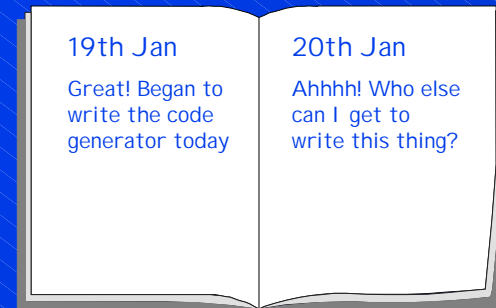 19th Jan
Great! Began to
write the code
generator today
20th Jan
Ahhhh! Who else
can I get to
write this thing?